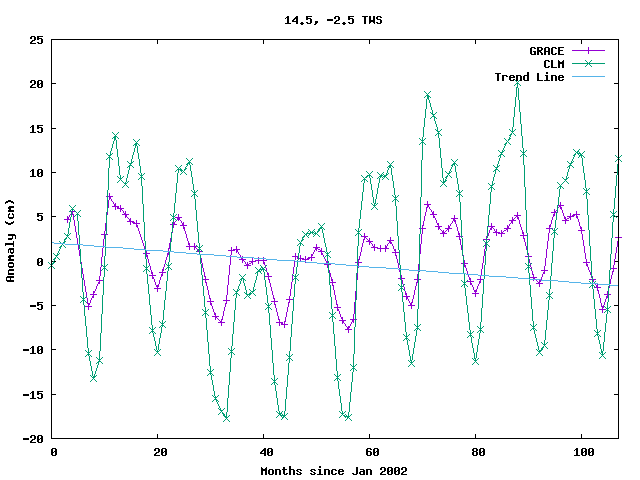 14.5, -2.5 TWS
GRACE
CLM
Trend Line
25
20
15
10
5
0
-5
-10
-15
-20
Anomaly (cm)
0 20 40 60 80 100
Months since Jan 2002